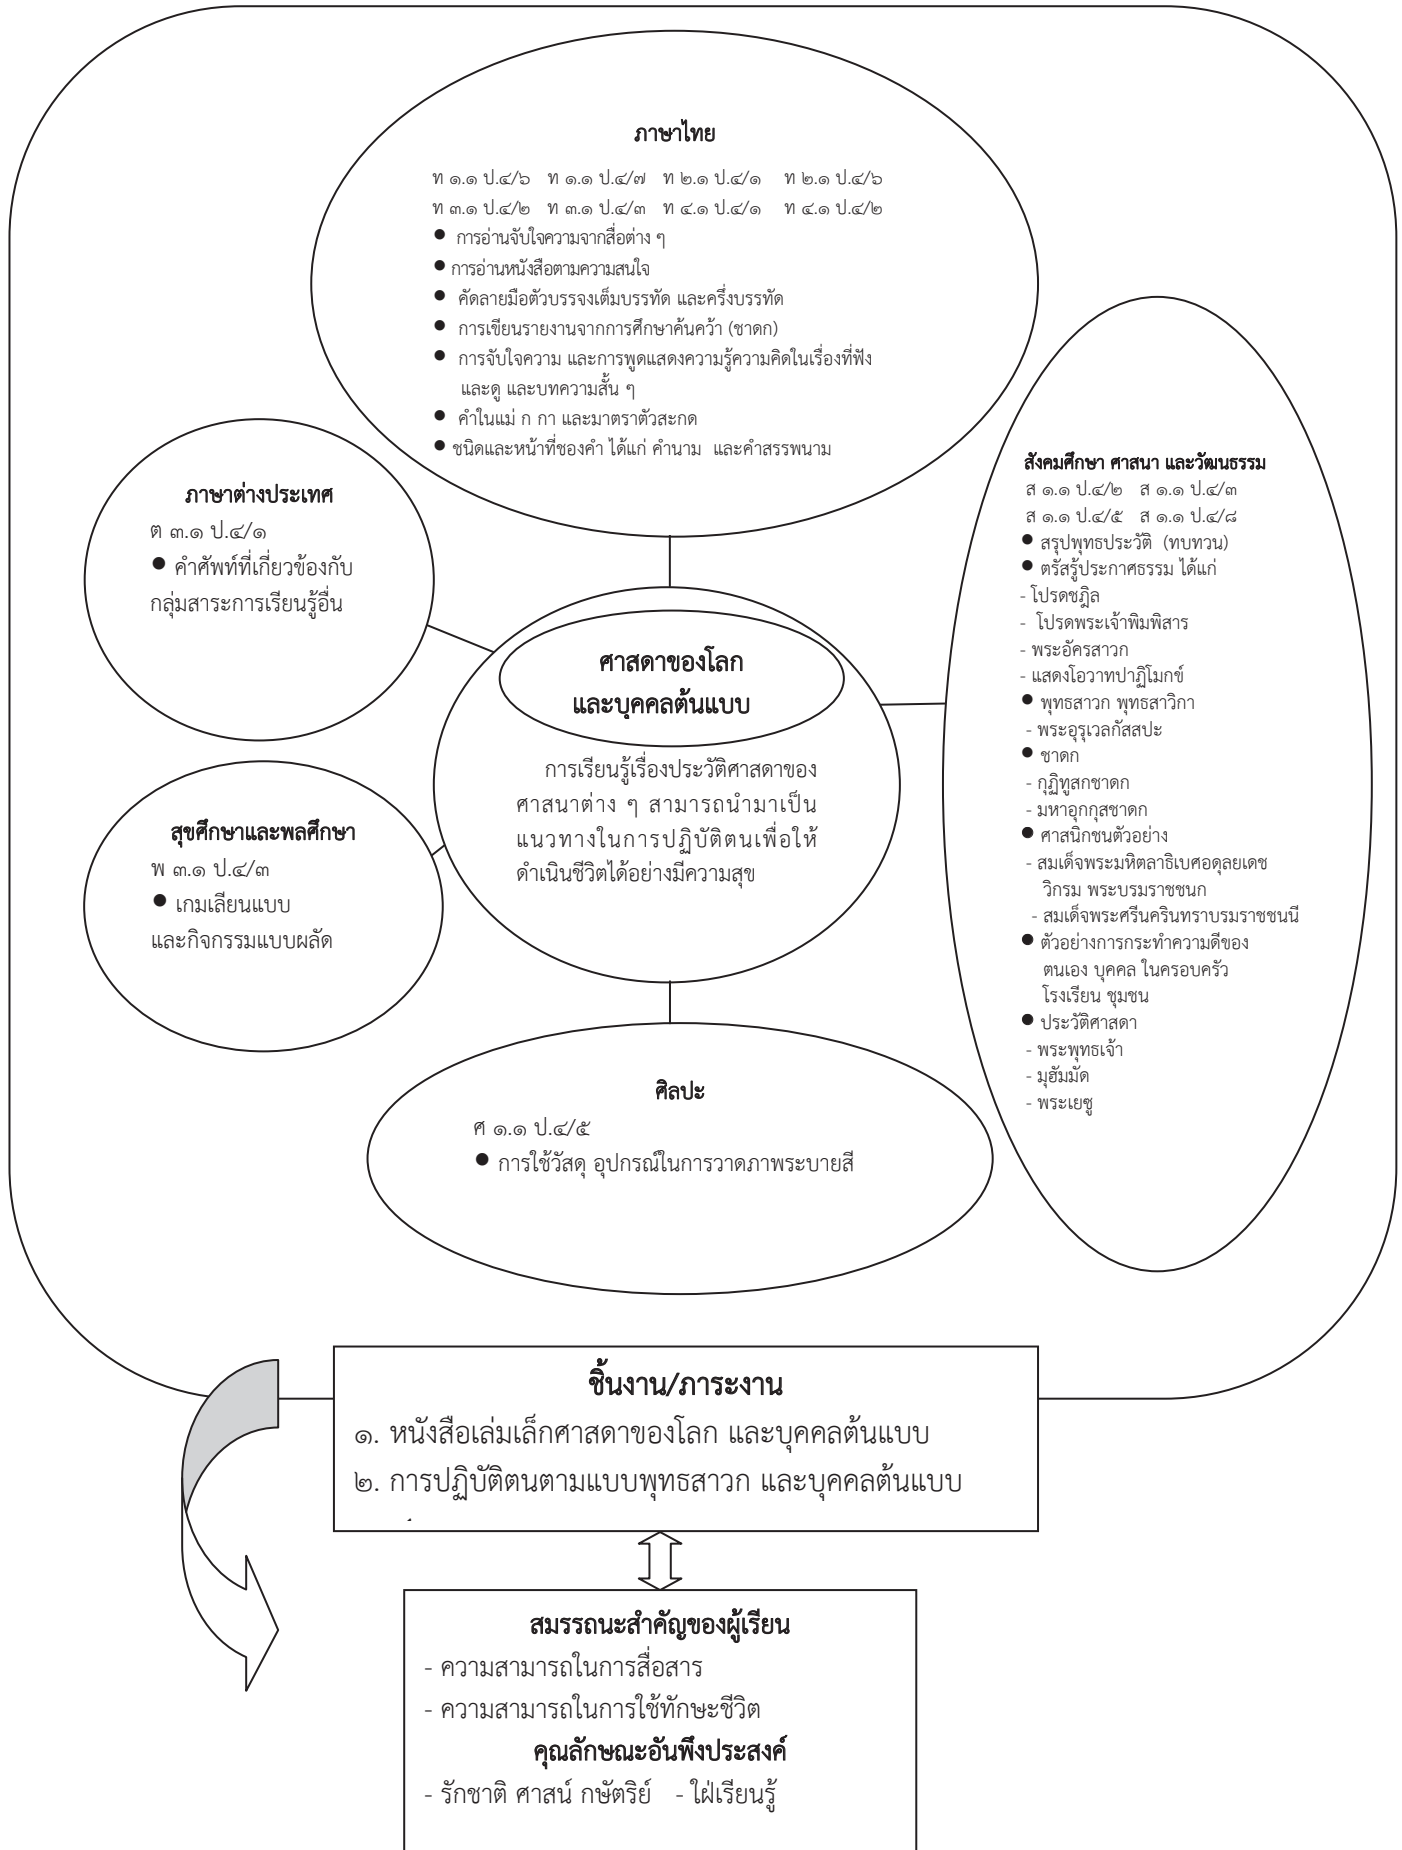 ภาษาไทย
ท ๑.๑ ป.๔/๖ ท ๑.๑ ป.๔/๗ ท ๒.๑ ป.๔/๑ ท ๒.๑ ป.๔/๖
ท ๓.๑ ป.๔/๒ ท ๓.๑ ป.๔/๓ ท ๔.๑ ป.๔/๑ ท ๔.๑ ป.๔/๒
● การอ่านจับใจความจากสื่อต่าง ๆ
● การอ่านหนังสือตามความสนใจ
● คัดลายมือตัวบรรจงเต็มบรรทัด และครึ่งบรรทัด
● การเขียนรายงานจากการศึกษาค้นคว้า (ชาดก)
● การจับใจความ และการพูดแสดงความรู้ความคิดในเรื่องที่ฟัง
และดู และบทความสั้น ๆ
● คำในแม่ ก กา และมาตราตัวสะกด
● ชนิดและหน้าที่ของคำ ได้แก่ คำนาม และคำสรรพนาม
ภาษาต่างประเทศ
ต ๓.๑ ป.๔/๑
● คำศัพท์ที่เกี่ยวข้องกับ
กลุ่มสาระการเรียนรู้อื่น
สุขศึกษาและพลศึกษา
พ ๓.๑ ป.๔/๓
● เกมเลียนแบบ
และกิจกรรมแบบผลัด
ศาสดาของโลก
และบุคคลต้นแบบ
การเรียนรู้เรื่องประวัติศาสดาของ
ศาสนาต่าง ๆ สามารถนำมาเป็น
แนวทางในการปฏิบัติตนเพื่อให้
ดำเนินชีวิตได้อย่างมีความสุข
สังคมศึกษา ศาสนา และวัฒนธรรม
ส ๑.๑ ป.๔/๒ ส ๑.๑ ป.๔/๓
ส ๑.๑ ป.๔/๕ ส ๑.๑ ป.๔/๘
● สรุปพุทธประวัติ (ทบทวน)
● ตรัสรู้ประกาศธรรม ได้แก่
- โปรดชฎิล
- โปรดพระเจ้าพิมพิสาร
- พระอัครสาวก
- แสดงโอวาทปาฏิโมกข์
● พุทธสาวก พุทธสาวิกา
- พระอุรุเวลกัสสปะ
● ชาดก
- กุฏิทูสกชาดก
- มหาอุกกุสชาดก
● ศาสนิกชนตัวอย่าง
- สมเด็จพระมหิตลาธิเบศอดุลยเดช
วิกรม พระบรมราชชนก
- สมเด็จพระศรีนครินทราบรมราชชนนี
● ตัวอย่างการกระทำความดีของ
ตนเอง บุคคล ในครอบครัว
โรงเรียน ชุมชน
● ประวัติศาสดา
- พระพุทธเจ้า
- มุฮัมมัด
- พระเยซู
ศิลปะ
ศ ๑.๑ ป.๔/๕
● การใช้วัสดุ อุปกรณ์ในการวาดภาพระบายสี
ชิ้นงาน/ภาระงาน
๑. หนังสือเล่มเล็กศาสดาของโลก และบุคคลต้นแบบ
๒. การปฏิบัติตนตามแบบพุทธสาวก และบุคคลต้นแบบ
สมรรถนะสำคัญของผู้เรียน
- ความสามารถในการสื่อสาร
- ความสามารถในการใช้ทักษะชีวิต
คุณลักษณะอันพึงประสงค์
- รักชาติ ศาสน์ กษัตริย์ - ใฝ่เรียนรู้